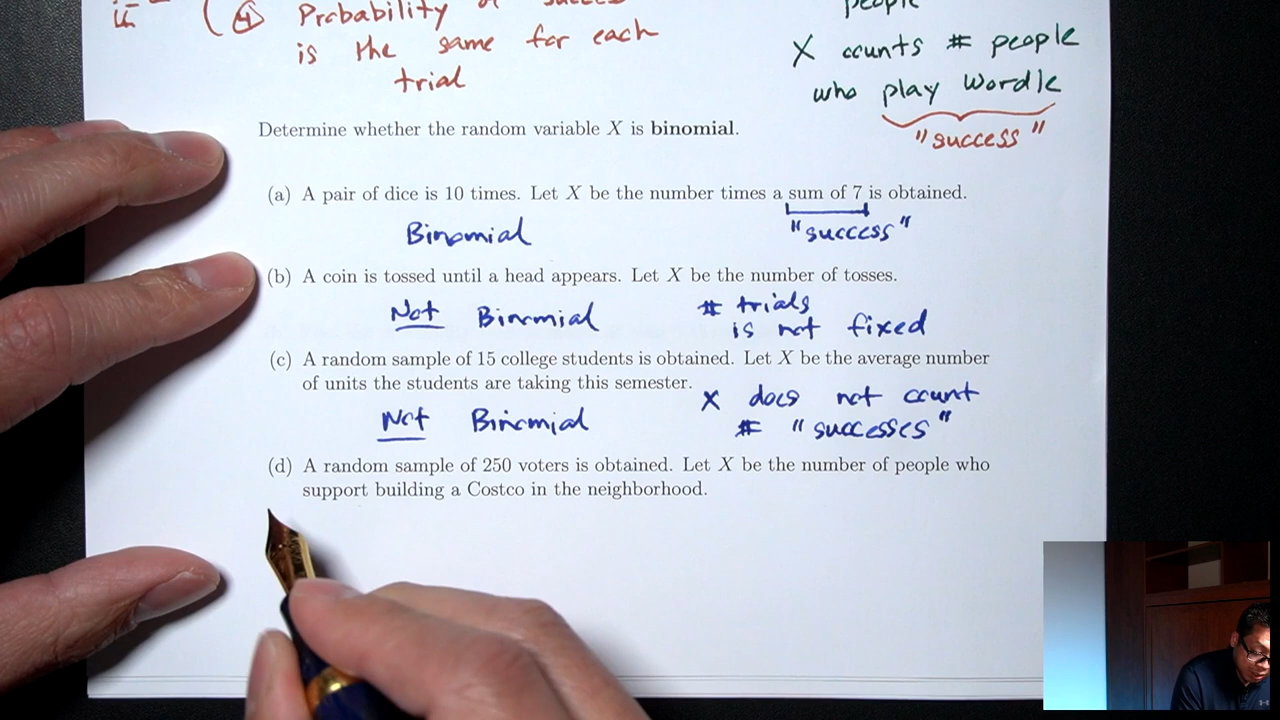 ④ Probability of success
is the same for each
trial
people
X counts # people
who play Wordle
"success"
Determine whether the random variable X is binomial.
(a) A pair of dice is 10 times. Let X be the number times a sum of 7 is obtained.
Binomial "success"
(b) A coin is tossed until a head appears. Let X be the number of tosses.
Not Binomial # trials
is not fixed
(c) A random sample of 15 college students is obtained. Let X be the average number
of units the students are taking this semester.
X does not count
Not Binomial # "successes"
(d) A random sample of 250 voters is obtained. Let X be the number of people who
support building a Costco in the neighborhood.